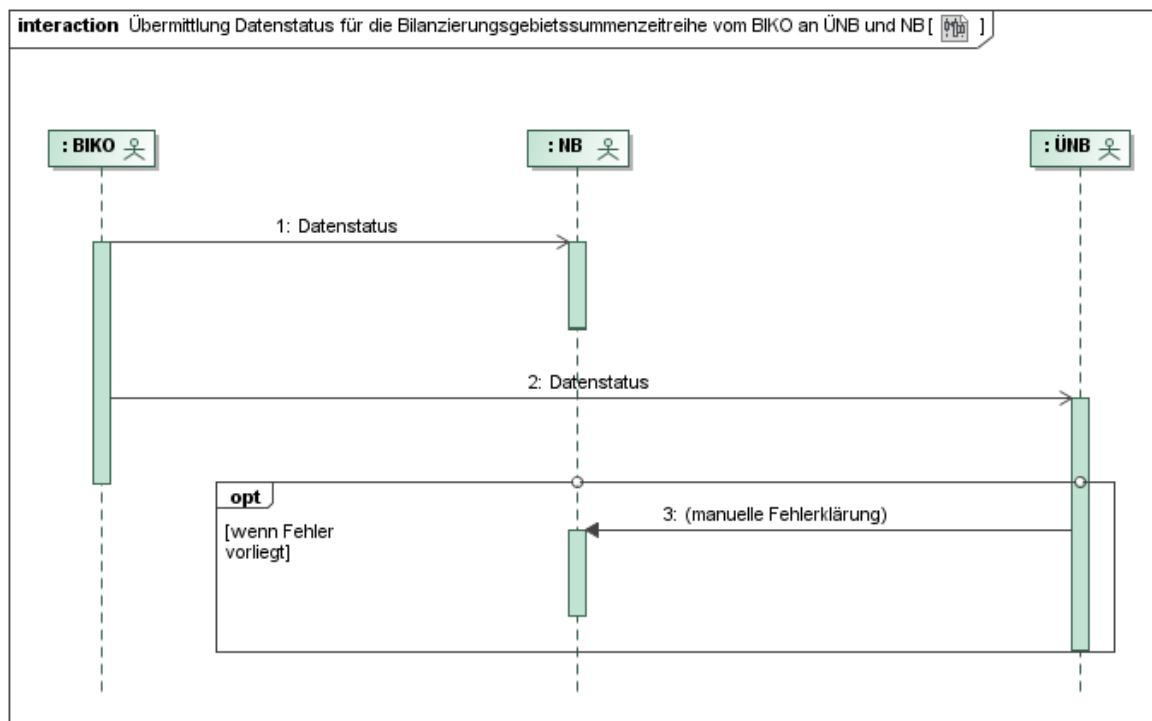 interaction Übermittlung Datenstatus für die Bilanzierungsgebietssummenzeitreihe vom BIKO an ÜNB und NB [ ]
: BIKO
: NB
: ÜNB
1: Datenstatus
2: Datenstatus
opt
3: (manuelle Fehlerklärung)
[wenn Fehler
vorliegt]